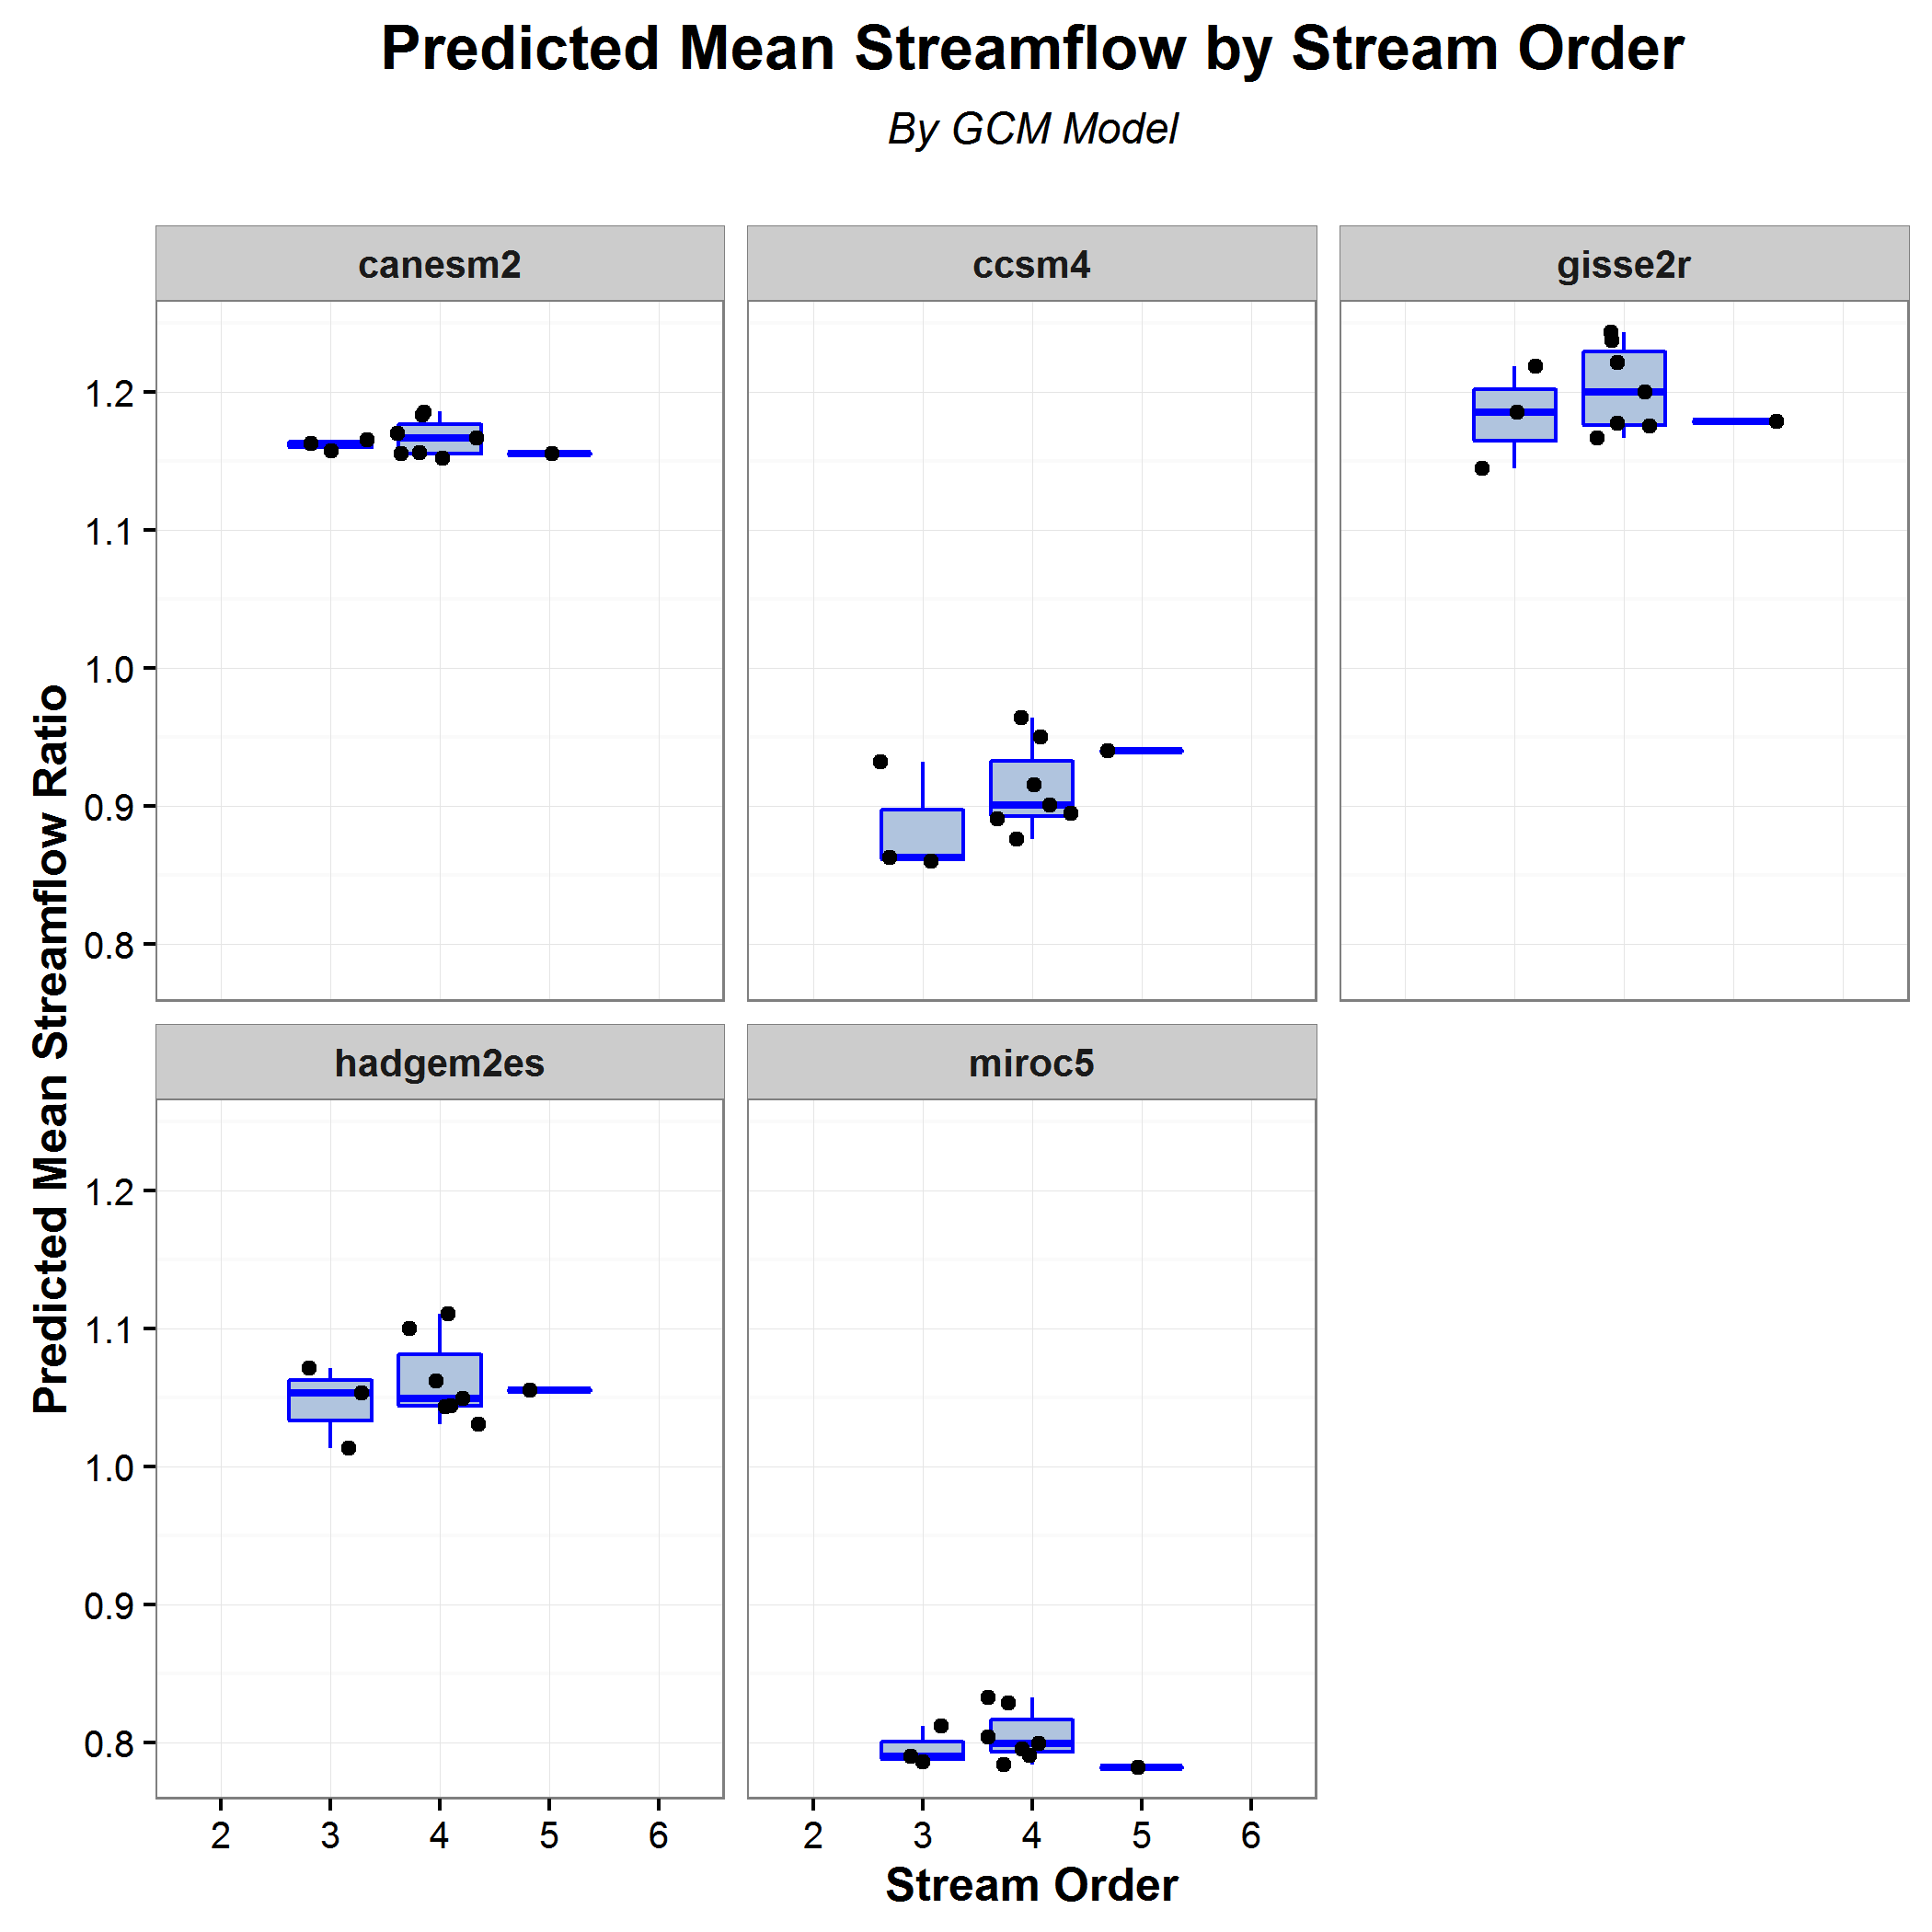 Predicted Mean Streamflow by Stream Order
By GCM Model
canesm2
ccsm4
gisse2r
1.2
1.1
1.0
0.9
0.8
Predicted Mean Streamflow Ratio
hadgem2es
miroc5
1.2
1.1
1.0
0.9
0.8
2 3 4 5 6
2 3 4 5 6
Stream Order